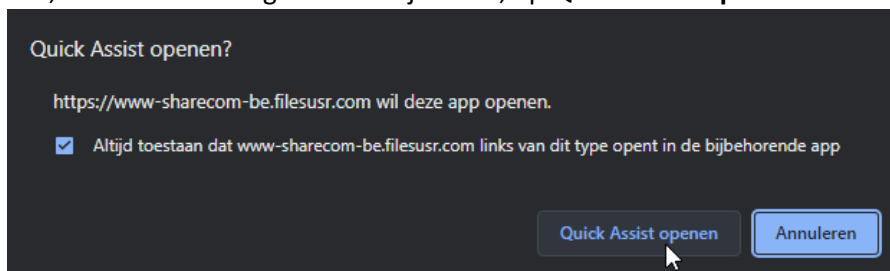 Quick Assist openen?
https://www-sharecom-be.filesusr.com wil deze app openen.
Altijd toestaan dat www-sharecom-be.filesusr.com links van dit type opent in de bijbehorende app
Quick Assist openen
Annuleren